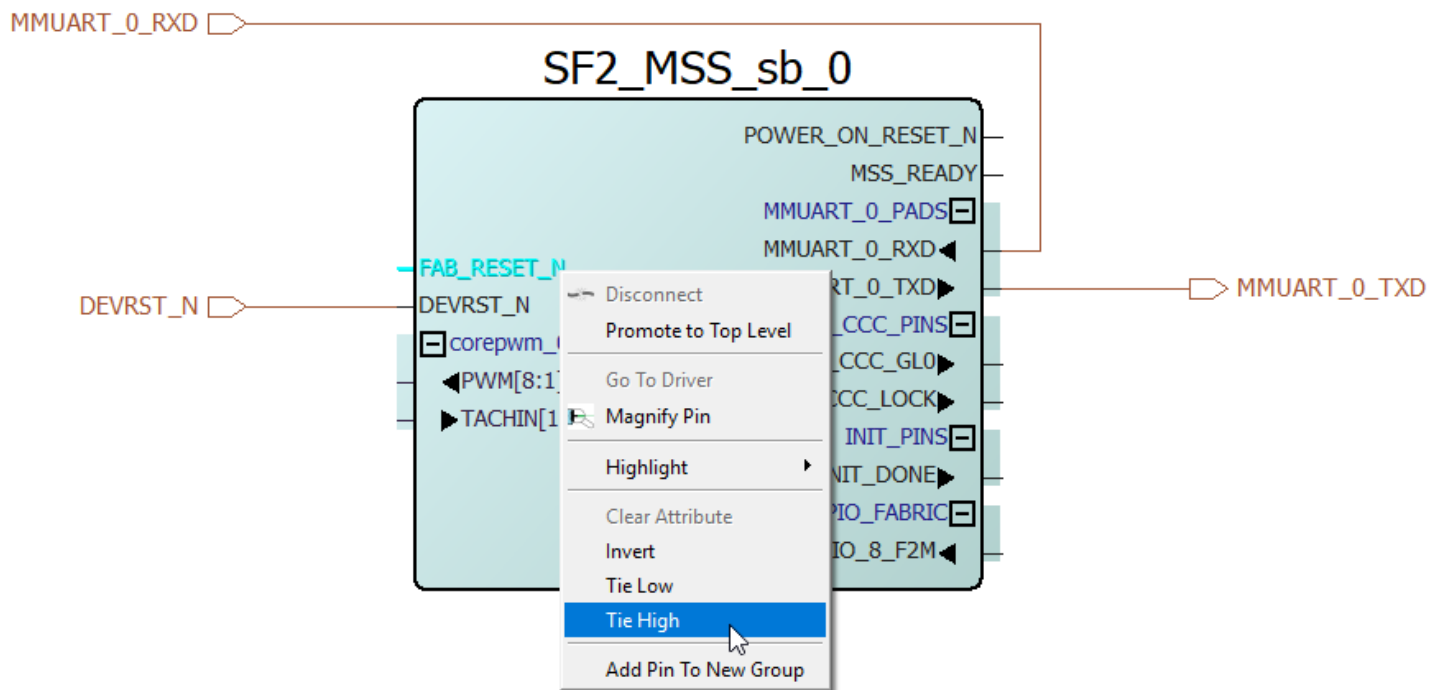 MMUART_0_RXD
SF2_MSS_sb_0
POWER_ON_RESET_N
MSS_READY
MMUART_0_PADS
MMUART_0_RXD
FAB_RESET_N
RT_0_TXD
MMUART_0_TXD
DEVRST_N
DEVRST_N
_CCC_PINS
corepwm_
_CCC_GL0
PWM[8:1]
CCC_LOCK
TACHIN[1
INIT_PINS
NIT_DONE
PIO_FABRIC
IO_8_F2M
Disconnect
Promote to Top Level
Go To Driver
Magnify Pin
Highlight
Clear Attribute
Invert
Tie Low
Tie High
Add Pin To New Group